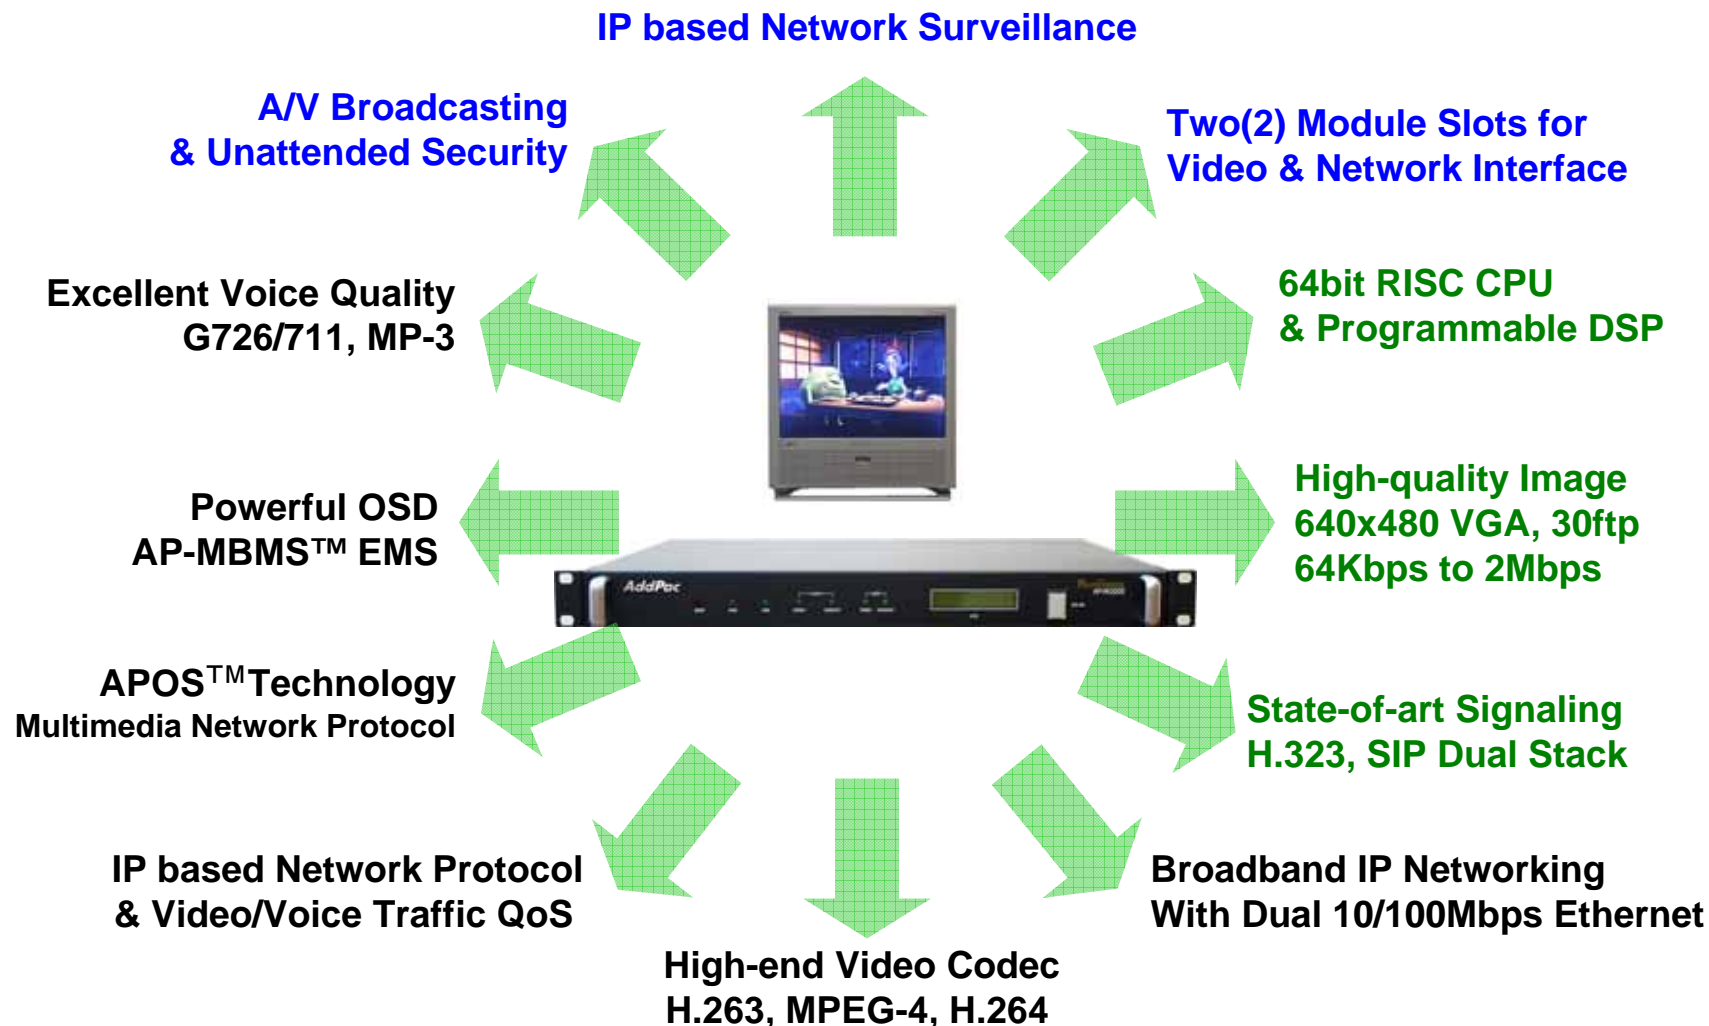 IP based Network Surveillance
A/V Broadcasting
& Unattended Security
Two(2) Module Slots for
Video & Network Interface
Excellent Voice Quality
G726/711, MP-3
64bit RISC CPU
& Programmable DSP
Powerful OSD
AP-MBMS™ EMS
High-quality Image
640x480 VGA, 30ftp
64Kbps to 2Mbps
AddPac
APOS™Technology
Multimedia Network Protocol
State-of-art Signaling
H.323, SIP Dual Stack
IP based Network Protocol
& Video/Voice Traffic QoS
Broadband IP Networking
With Dual 10/100Mbps Ethernet
High-end Video Codec
H.263, MPEG-4, H.264